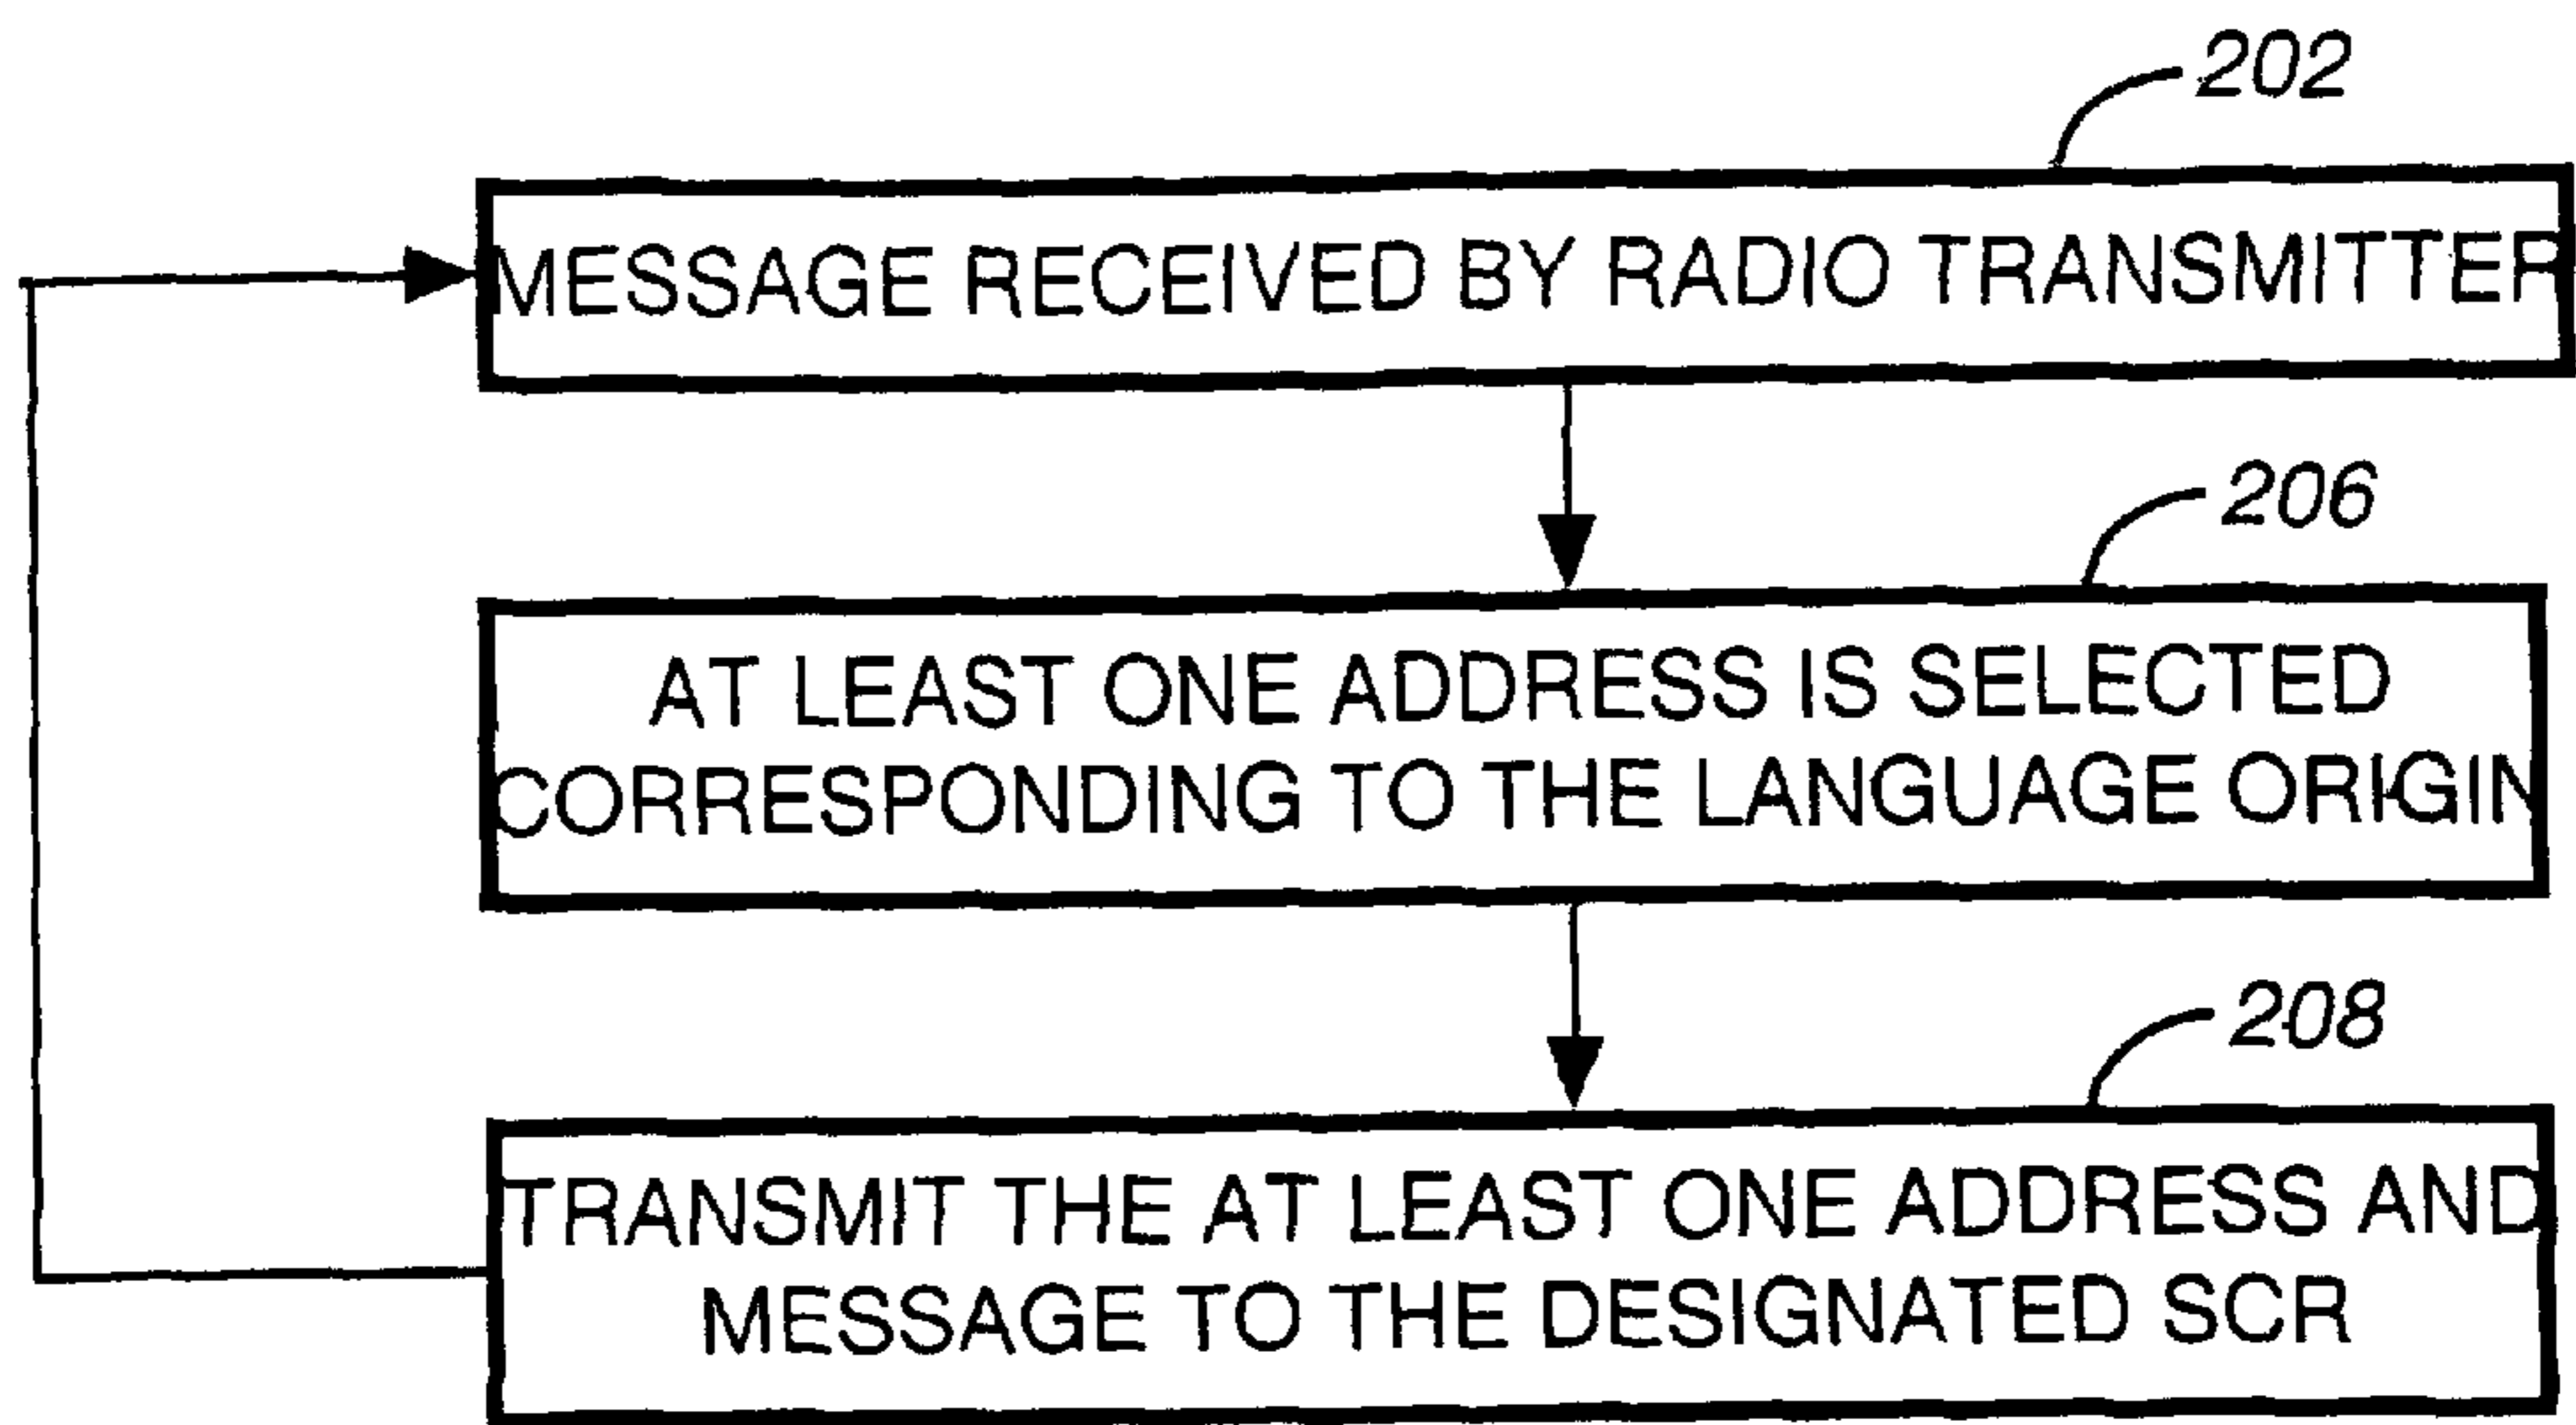 202
MESSAGE RECEIVED BY RADIO TRANSMITTER
206
AT LEAST ONE ADDRESS IS SELECTED
CORRESPONDING TO THE LANGUAGE ORIGIN
208
TRANSMIT THE AT LEAST ONE ADDRESS AND
MESSAGE TO THE DESIGNATED SCR